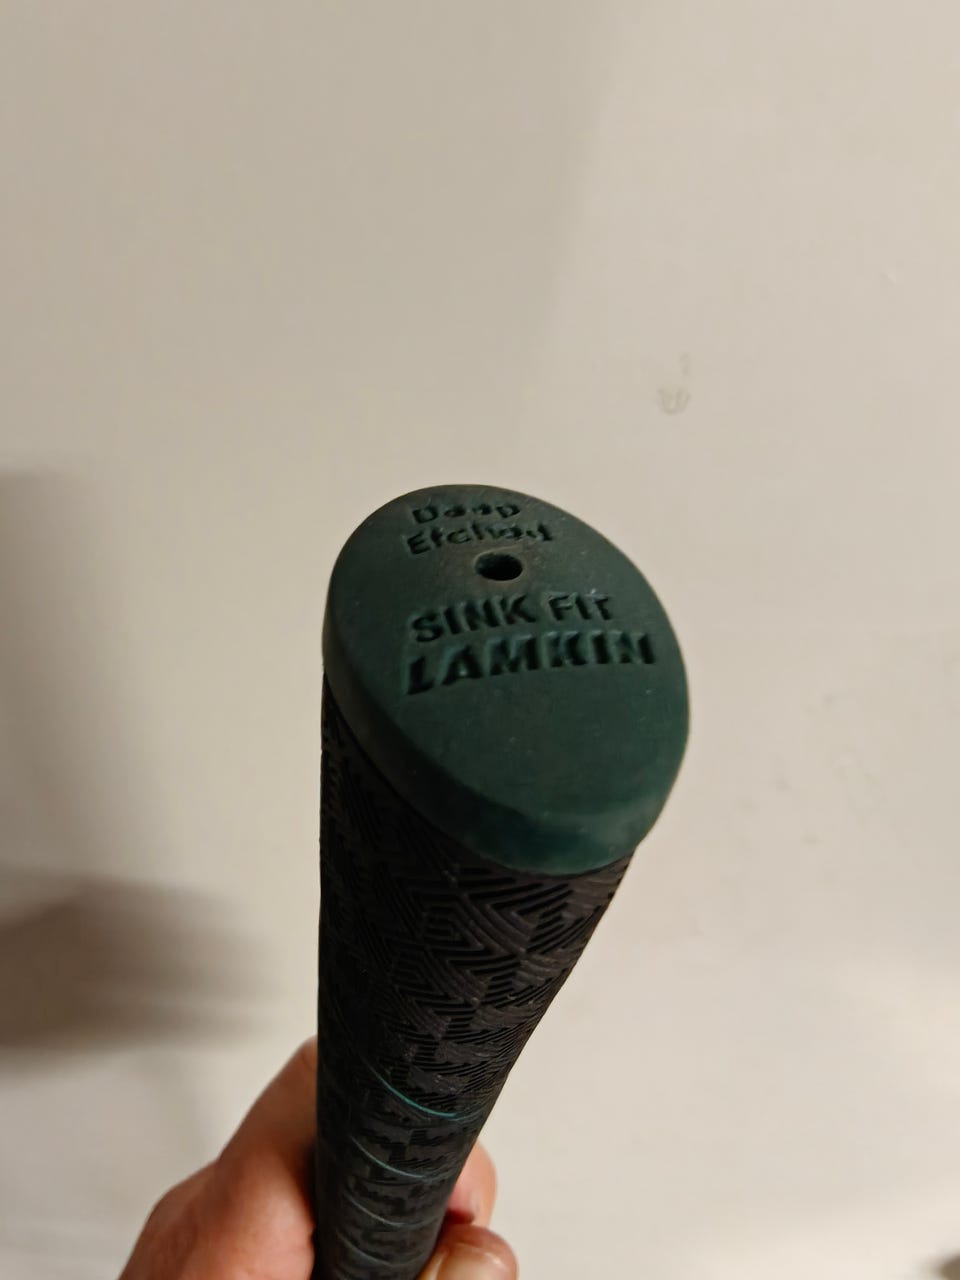 Deep
Etched
SINK FIT
LAMKIN